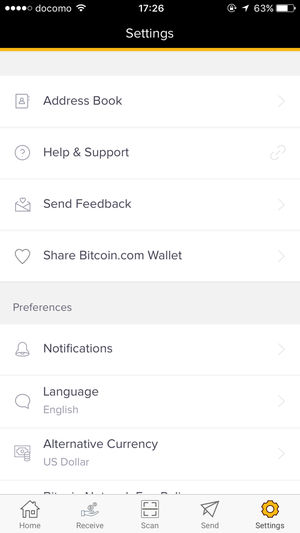 docomo 17:26 63%
Settings
Address Book
Help & Support
Send Feedback
Share Bitcoin.com Wallet
Preferences
Notifications
Language
English
Alternative Currency
US Dollar
Home Receive Scan Send Settings